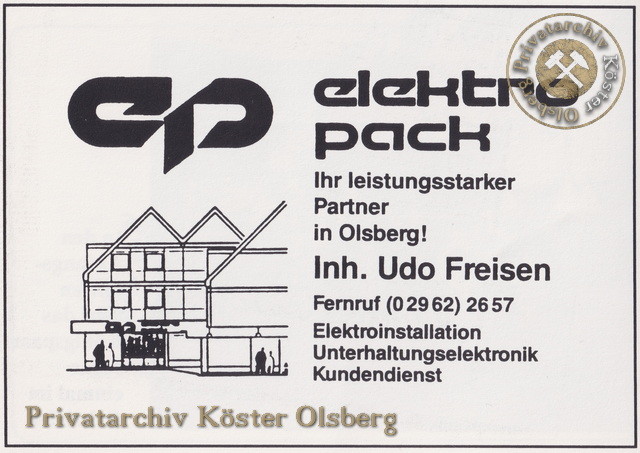 ep
elektro
pack
Ihr leistungsstarker
Partner
in Olsberg!
Inh. Udo Freisen
Fernruf (0 29 62) 26 57
Elektroinstallation
Unterhaltungselektronik
Kundendienst
Privatarchiv Köster Olsberg
Privatarchiv Köster Olsberg